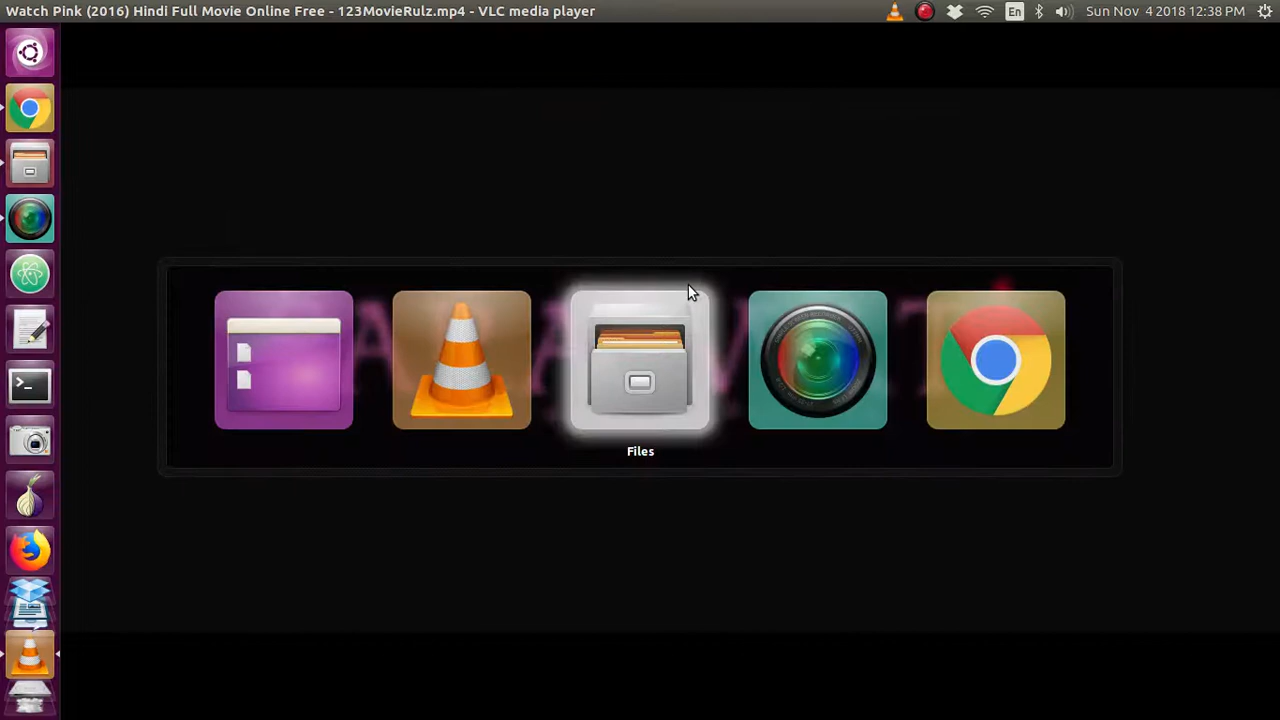 Watch Pink (2016) Hindi Full Movie Online Free - 123MovieRulz.mp4 - VLC media player
En
Sun Nov 4 2018 12:38 PM
Files